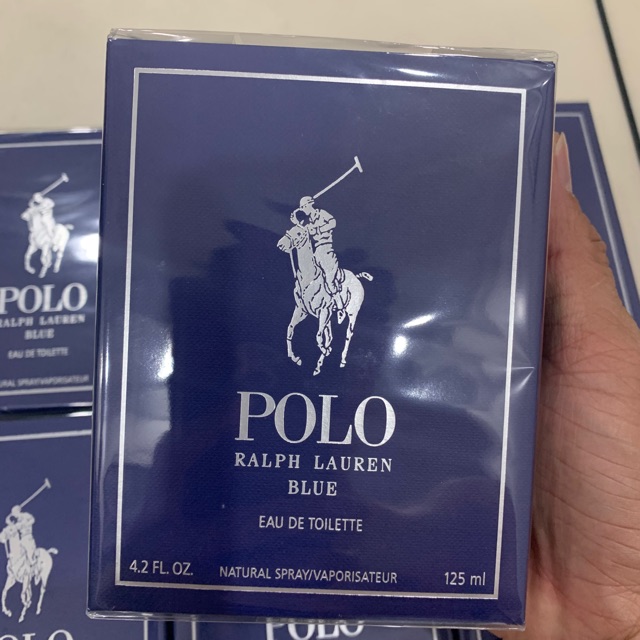 POLO
RALPH LAUREN
BLUE
EAU DE TOILETTE
4.2 FL. OZ. NATURAL SPRAY/VAPORISATEUR 125 ml
POLO
RALPH LAUREN
BLUE
EAU DE TOILETTE
NATURAL SPRAY/VAPORISATEUR
POLO